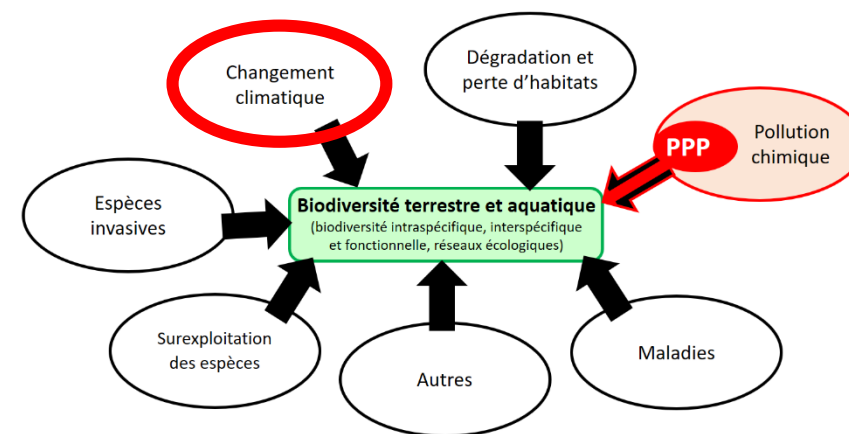 Changement
climatique
Dégradation et
perte d'habitats
PPP
Pollution
chimique
Espèces
invasives
Biodiversité terrestre et aquatique
(biodiversité intraspécifique, interspécifique
et fonctionnelle, réseaux écologiques)
Surexploitation
des espèces
Autres
Maladies